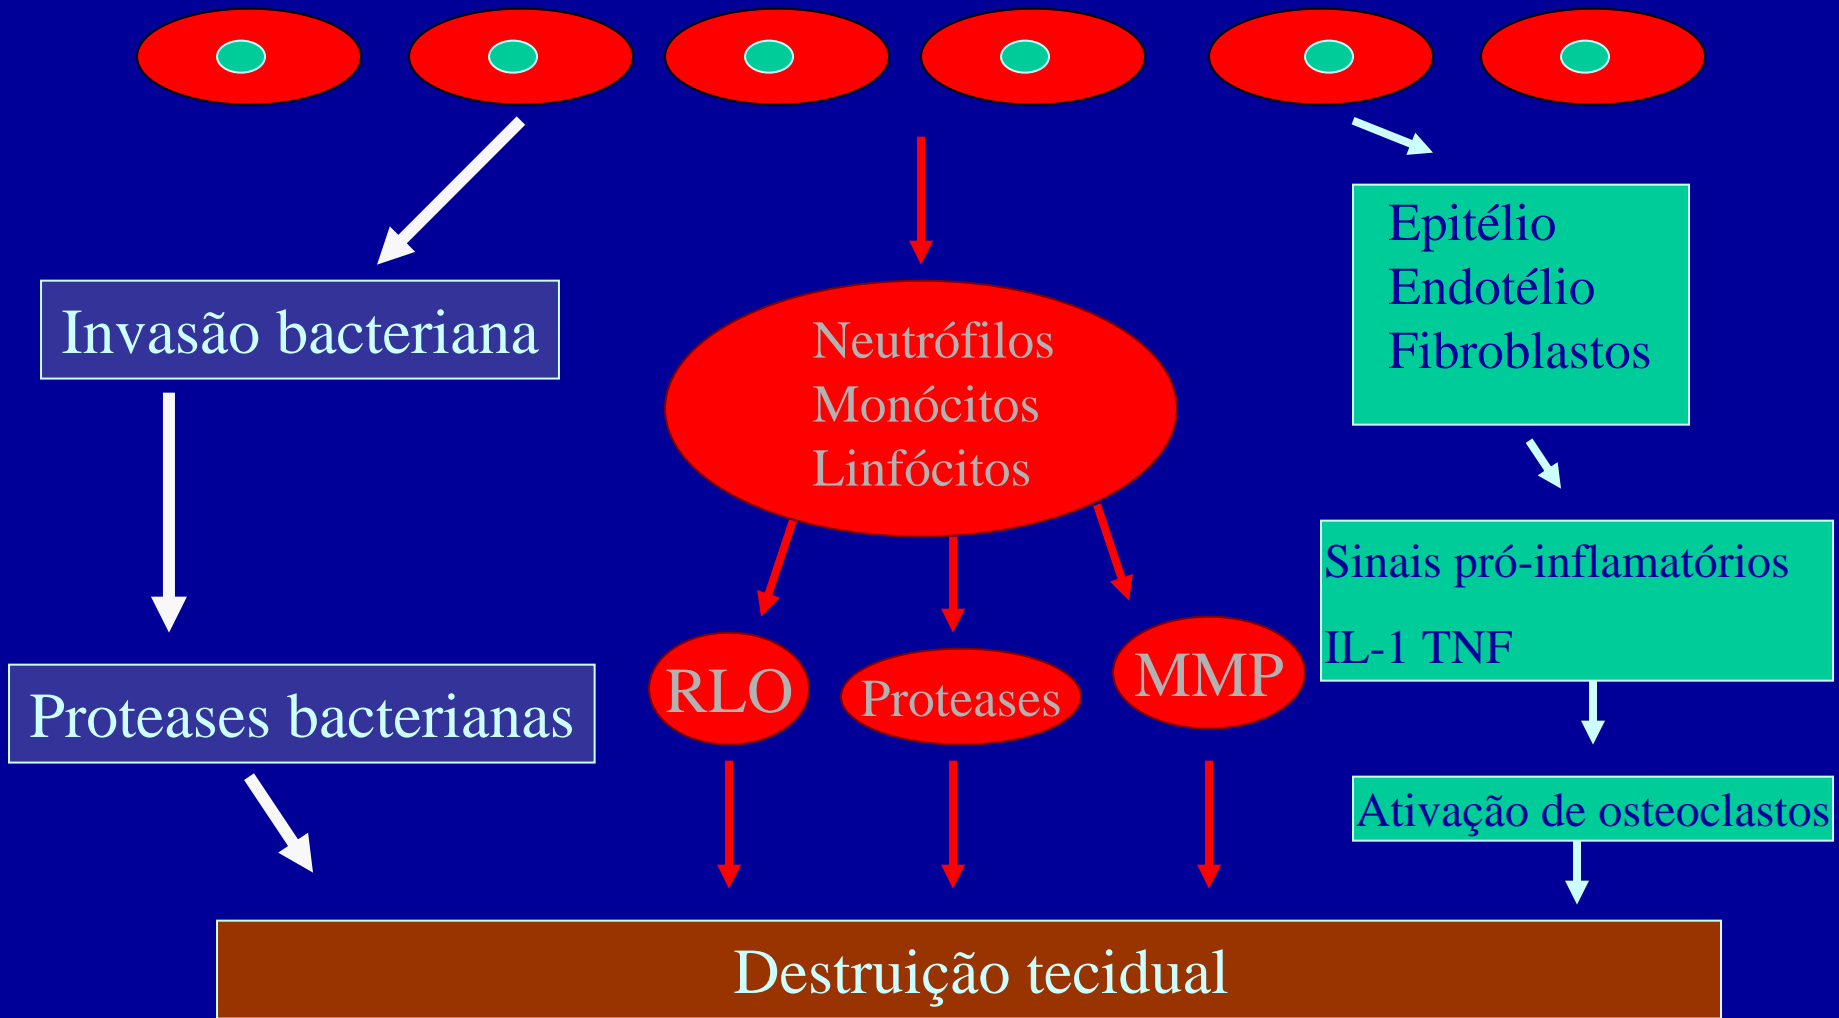 Invasão bacteriana
Proteases bacterianas
Neutrófilos
Monócitos
Linfócitos
RLO
Proteases
MMP
Epitélio
Endotélio
Fibroblastos
Sinais pró-inflamatórios
IL-1 TNF
Ativação de osteoclastos
Destruição tecidual